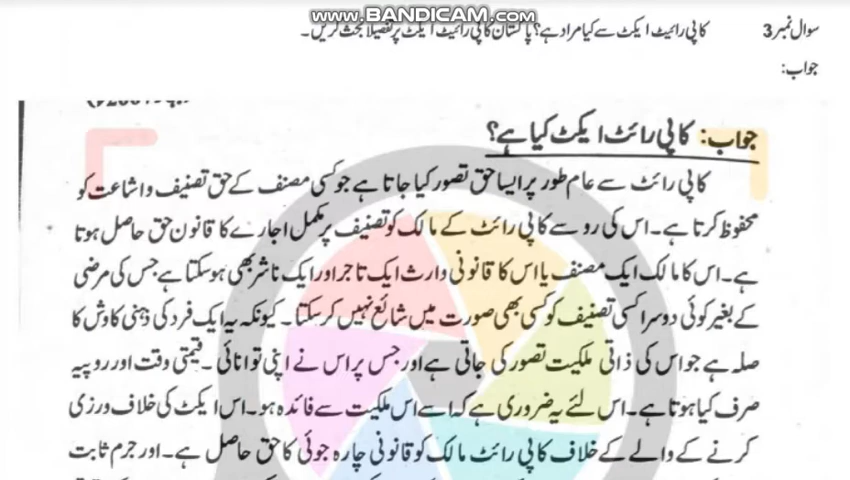 www.BANDICAM.com
سوال نمبر 3 کاپی رائیٹ ایکٹ سے کیا مراد ہے؟ پاکستان کاپی رائیٹ ایکٹ پر تفصیلاً بحث کریں۔
جواب:
جواب: کاپی رائٹ ایکٹ کیا ہے؟
کاپی رائٹ سے عام طور پر ایسا حق تصور کیا جاتا ہے جو کسی مصنف کے حق تصنیف و اشاعت کو
محفوظ کرتا ہے۔ اس کی رو سے کاپی رائٹ کے مالک کو تصنیف پر مکمل اجارے کا قانون حق حاصل ہوتا
ہے۔ اس کا مالک ایک مصنف یا اس کا قانونی وارث ایک تاجر اور ایک ناشر بھی ہو سکتا ہے جس کی مرضی
کے بغیر کوئی دوسرا کسی تصنیف کو کسی بھی صورت میں شائع نہیں کر سکتا۔ کیونکہ یہ ایک فرد کی ذہنی کاوش کا
صلہ ہے جو اس کی ذاتی ملکیت تصور کی جاتی ہے اور جس پر اس نے اپنی توانائی۔ قیمتی وقت اور روپیہ
صرف کیا ہوتا ہے۔ اس لئے یہ ضروری ہے کہ اسے اس ملکیت سے فائدہ ہو۔ اس ایکٹ کی خلاف ورزی
کرنے کے والے کے خلاف کاپی رائٹ مالک کو قانونی چارہ جوئی کا حق حاصل ہے۔ اور جرم ثابت